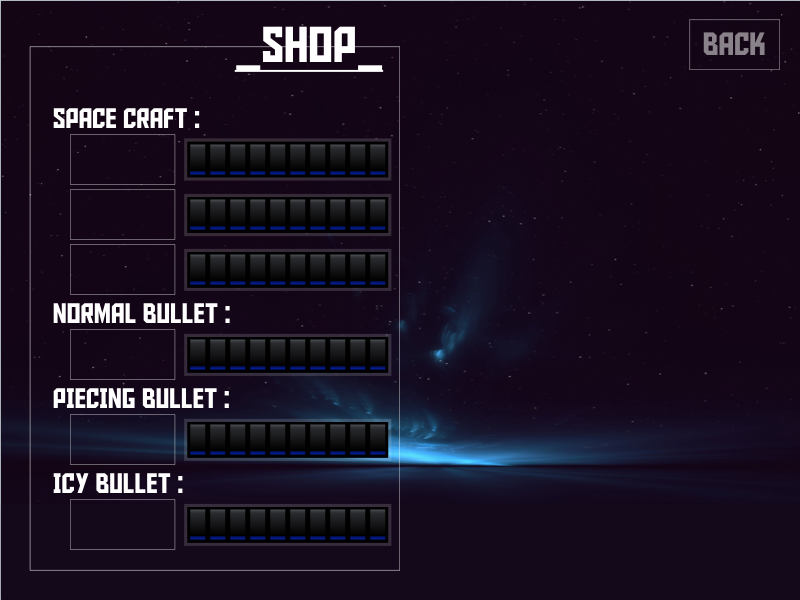 _SHOP_
BACK
SPACE CRAFT :
NORMAL BULLET :
PIECING BULLET :
ICY BULLET :